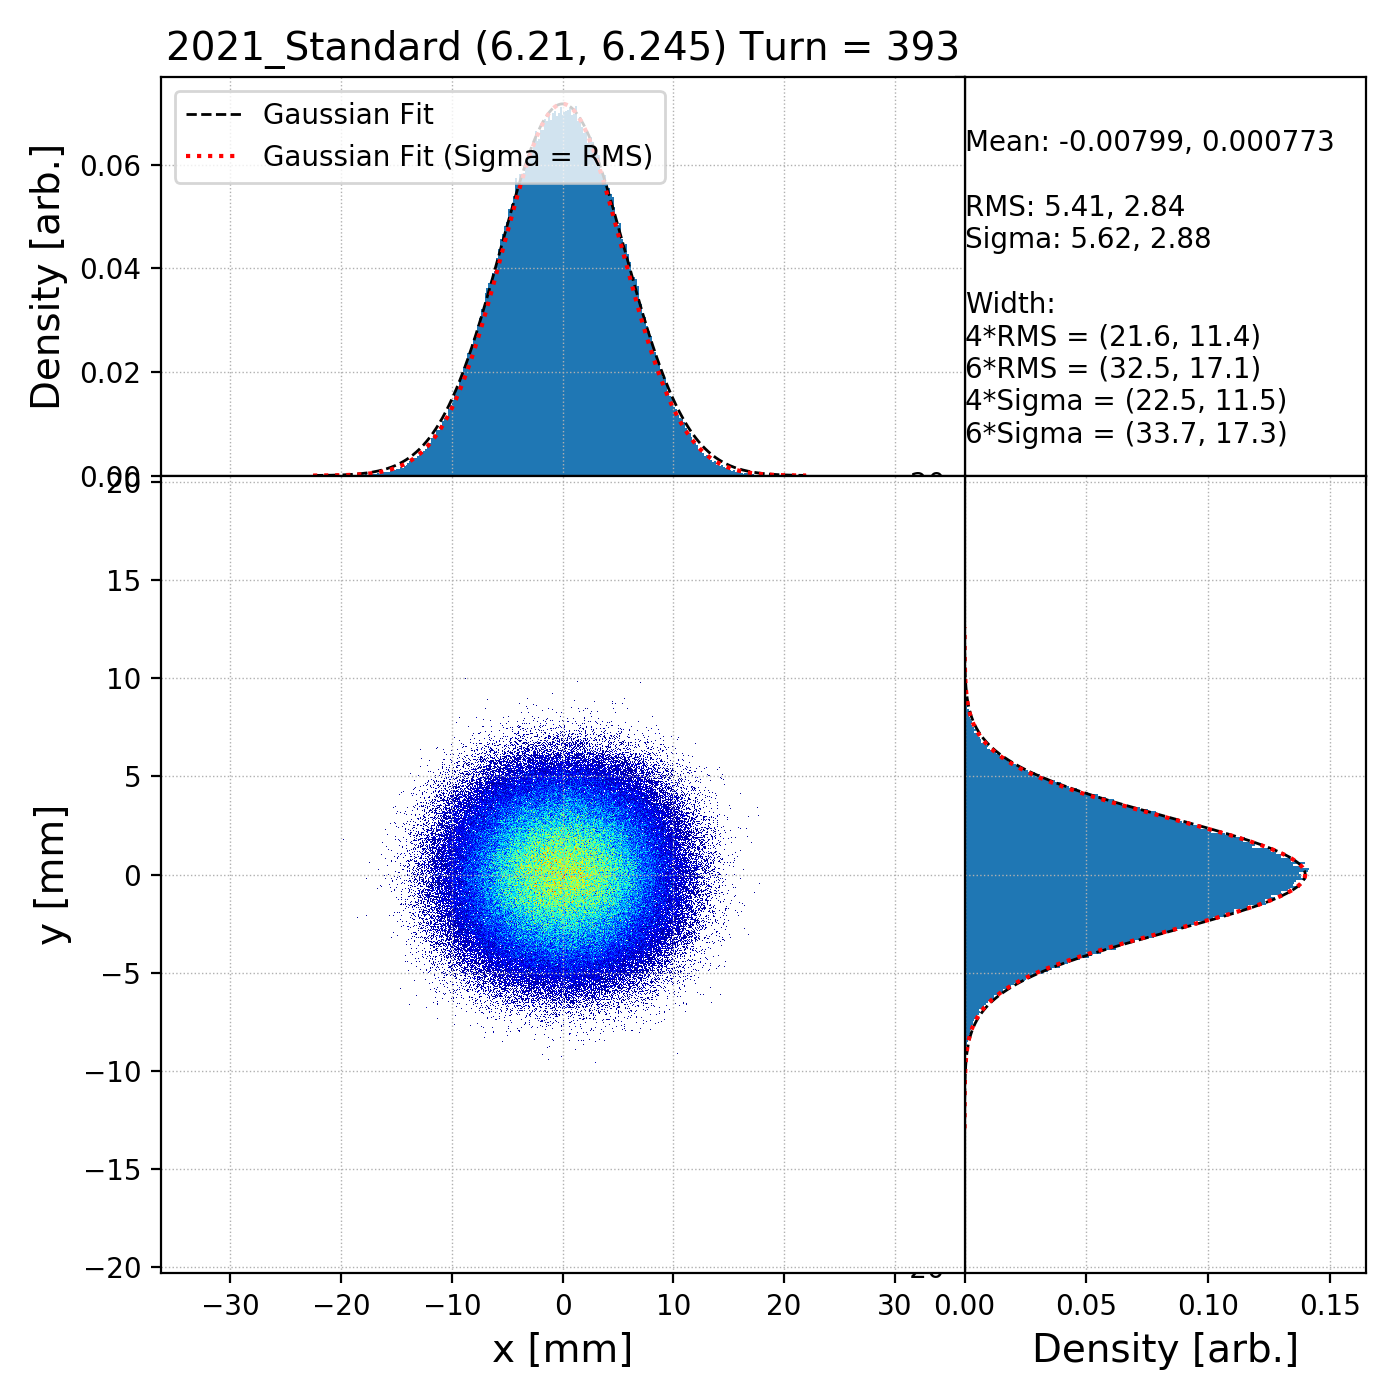 2021_Standard (6.21, 6.245) Turn = 393
Gaussian Fit
Gaussian Fit (Sigma = RMS)
Density [arb.]
0.06
0.04
0.02
0.00
Mean: -0.00799, 0.000773
RMS: 5.41, 2.84
Sigma: 5.62, 2.88
Width:
4*RMS = (21.6, 11.4)
6*RMS = (32.5, 17.1)
4*Sigma = (22.5, 11.5)
6*Sigma = (33.7, 17.3)
y [mm]
20
15
10
5
0
−5
−10
−15
−20
−30
−20
−10
0
10
20
30
x [mm]
0.00
0.05
0.10
0.15
Density [arb.]